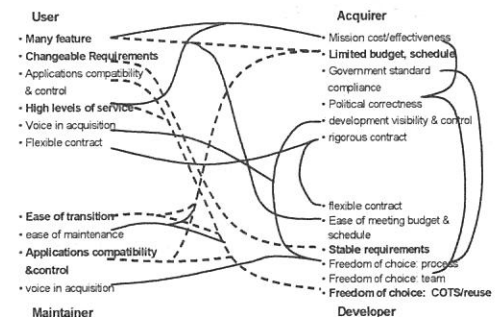 User
• Many feature
• Changeable Requirements
• Applications compatibility
& control
• High levels of service
• Voice in acquisition
• Flexible contract
• Ease of transition
• ease of maintenance
• Applications compatibility
&control
• voice in acquisition
Maintainer
Acquirer
• Mission cost/effectiveness
• Limited budget, schedule
• Government standard
compliance
• Political correctness
• development visibility & control
• rigorous contract
• flexible contract
• Ease of meeting budget &
schedule
• Stable requirements
• Freedom of choice: process
• Freedom of choice: team
• Freedom of choice: COTS/reuse
Developer